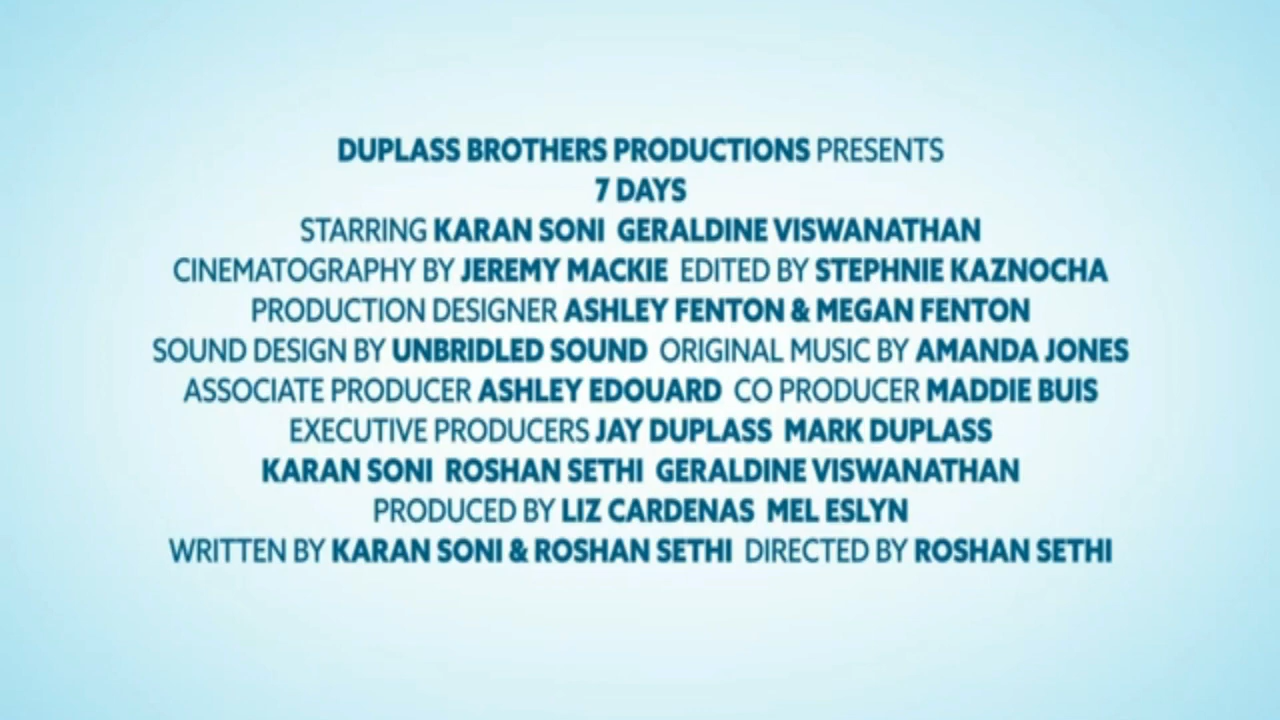 DUPLASS BROTHERS PRODUCTIONS PRESENTS
7 DAYS
STARRING KARAN SONI GERALDINE VISWANATHAN
CINEMATOGRAPHY BY JEREMY MACKIE EDITED BY STEPHNIE KAZNOCHA
PRODUCTION DESIGNER ASHLEY FENTON & MEGAN FENTON
SOUND DESIGN BY UNBRIDLED SOUND ORIGINAL MUSIC BY AMANDA JONES
ASSOCIATE PRODUCER ASHLEY EDOUARD CO PRODUCER MADDIE BUIS
EXECUTIVE PRODUCERS JAY DUPLASS MARK DUPLASS
KARAN SONI ROSHAN SETHI GERALDINE VISWANATHAN
PRODUCED BY LIZ CARDENAS MEL ESLYN
WRITTEN BY KARAN SONI & ROSHAN SETHI DIRECTED BY ROSHAN SETHI